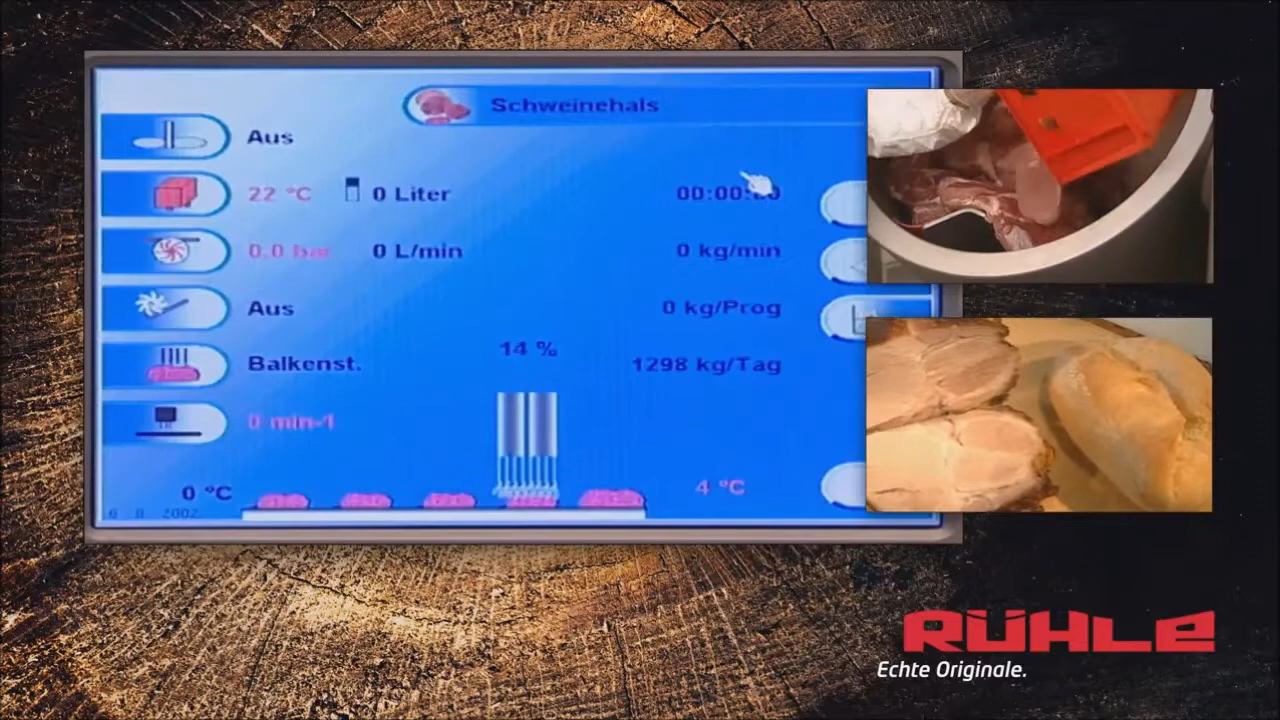 Schweinehals
Aus
22 °C 0 Liter
0.0 bar 0 L/min 0 kg/min
Aus 0 kg/Prog
14 %
Balkenst. 1298 kg/Tag
0 min-1
0 °C 4 °C
2002
RÜHLE
Echte Originale.